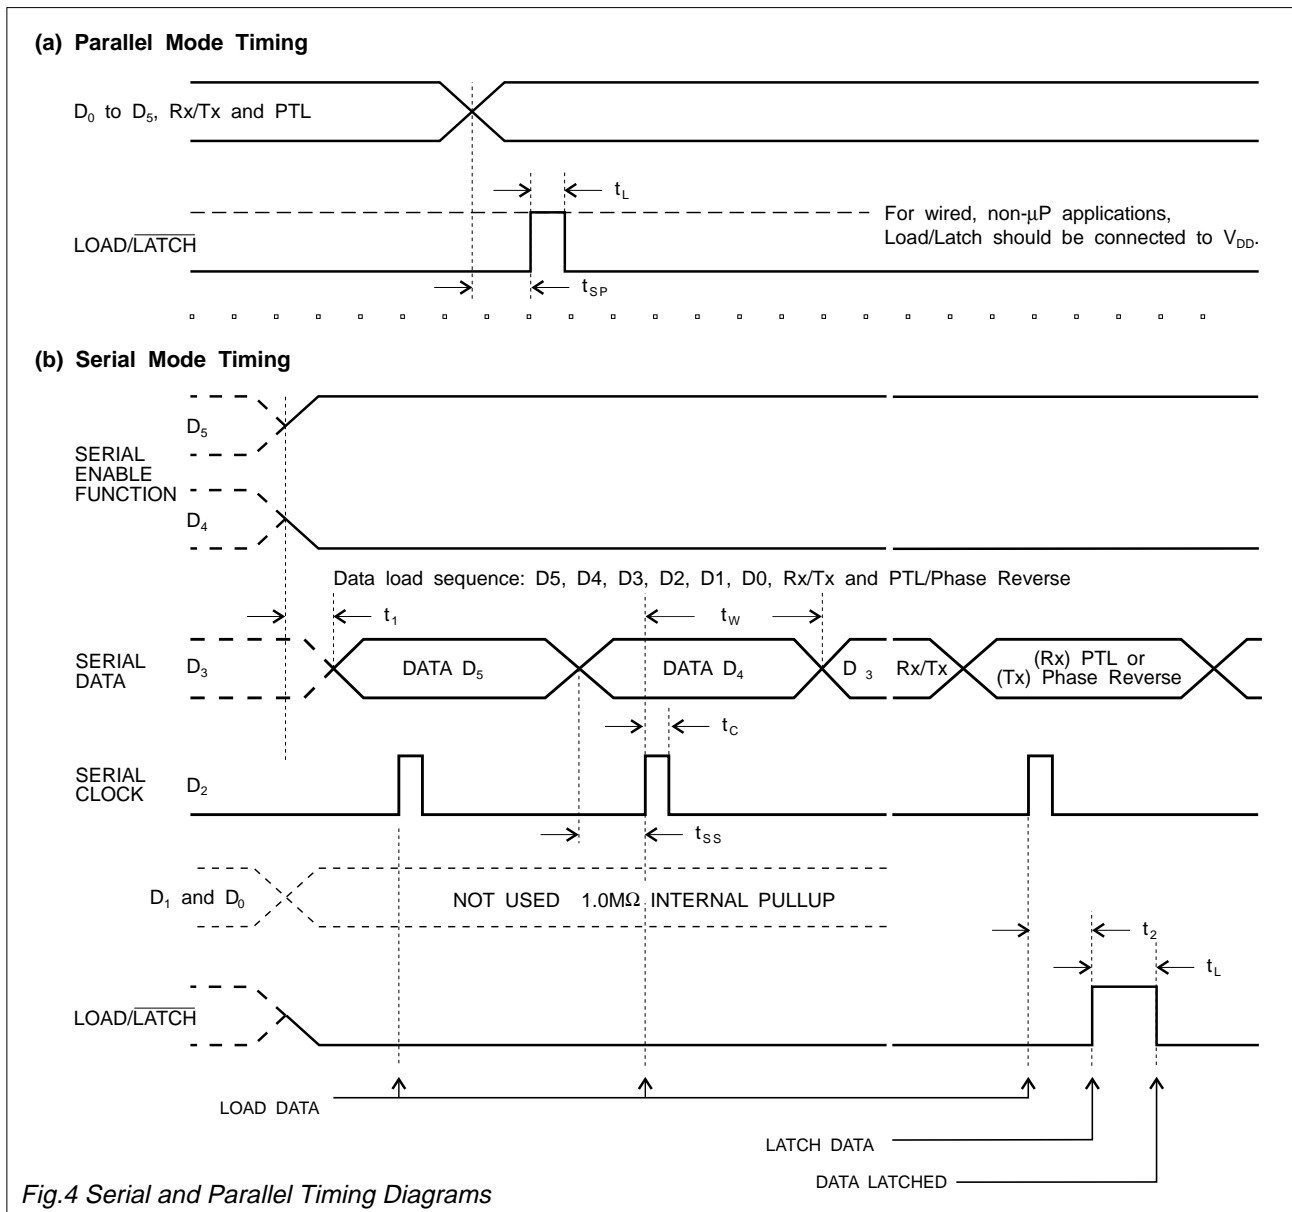 (a) Parallel Mode Timing
D0 to D5, Rx/Tx and PTL
tL
For wired, non-μP applications,
Load/Latch should be connected to VDD.
LOAD/LATCH
tSP
(b) Serial Mode Timing
D5
SERIAL
ENABLE
FUNCTION
D4
Data load sequence: D5, D4, D3, D2, D1, D0, Rx/Tx and PTL/Phase Reverse
t1
tW
SERIAL
DATA
D3
DATA D5
DATA D4
D 3
Rx/Tx
(Rx) PTL or
(Tx) Phase Reverse
tC
SERIAL
CLOCK
D2
tSS
D1 and D0
NOT USED 1.0MΩ INTERNAL PULLUP
t2
tL
LOAD/LATCH
LOAD DATA
LATCH DATA
DATA LATCHED
Fig.4 Serial and Parallel Timing Diagrams